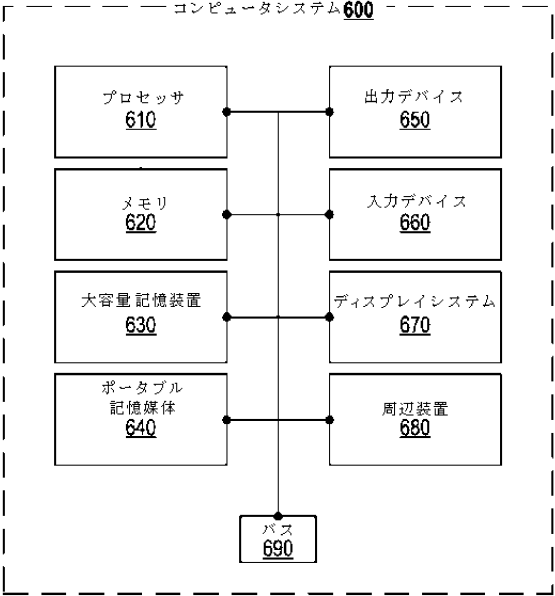 コンピュータシステム600
プロセッサ
610
出力デバイス
650
メモリ
620
入力デバイス
660
大容量記憶装置
630
ディスプレイシステム
670
ポータブル
記憶媒体
640
周辺装置
680
バス
690